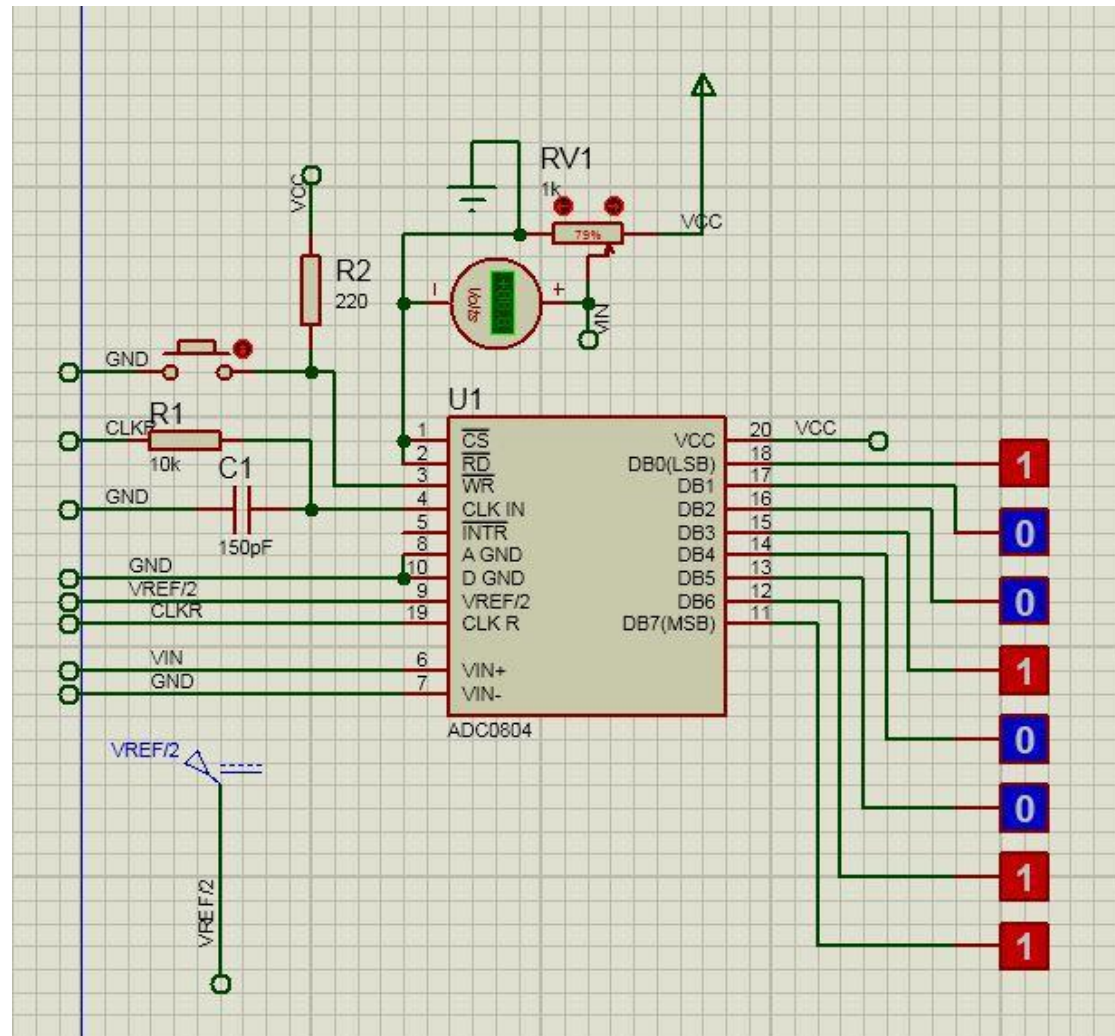 RV1
1k
79%
VCC
VCC
R2
220
Volts
+
VIN
GND
R1
CLKR
10k
C1
GND
150pF
GND
VREF/2
CLKR
VIN
GND
U1
1 CS
2 RD
3 WR
4 CLK IN
5 INTR
8 A GND
10 D GND
9 VREF/2
19 CLK R
6 VIN+
7 VIN-
VCC 20 VCC
DB0(LSB) 18
DB1 17
DB2 16
DB3 15
DB4 14
DB5 13
DB6 12
DB7(MSB) 11
ADC0804
1
0
0
1
0
0
1
1
VREF/2
VREF/2